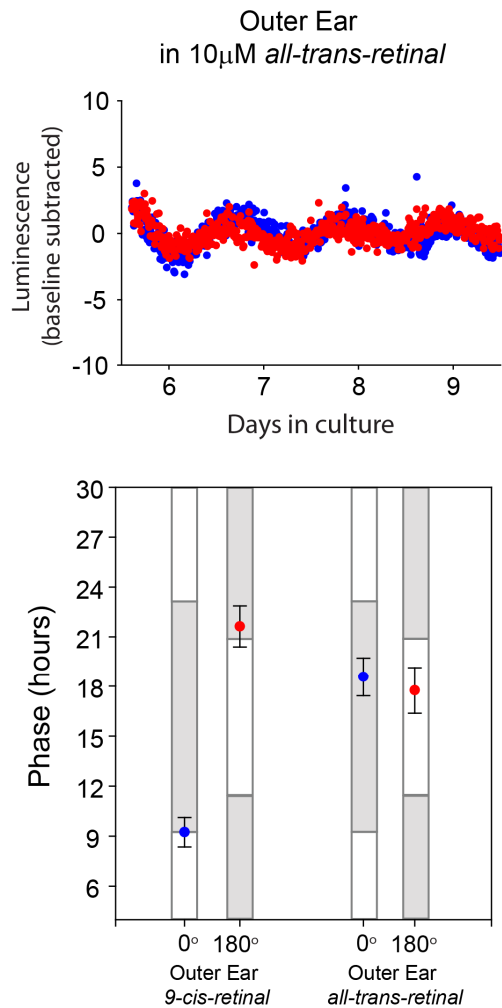 Outer Ear
in 10μM all-trans-retinal
Luminescence
(baseline subtracted)
10
5
0
-5
-10
6 7 8 9
Days in culture
Phase (hours)
30
27
24
21
18
15
12
9
6
0° 180° 0° 180°
Outer Ear Outer Ear
9-cis-retinal all-trans-retinal